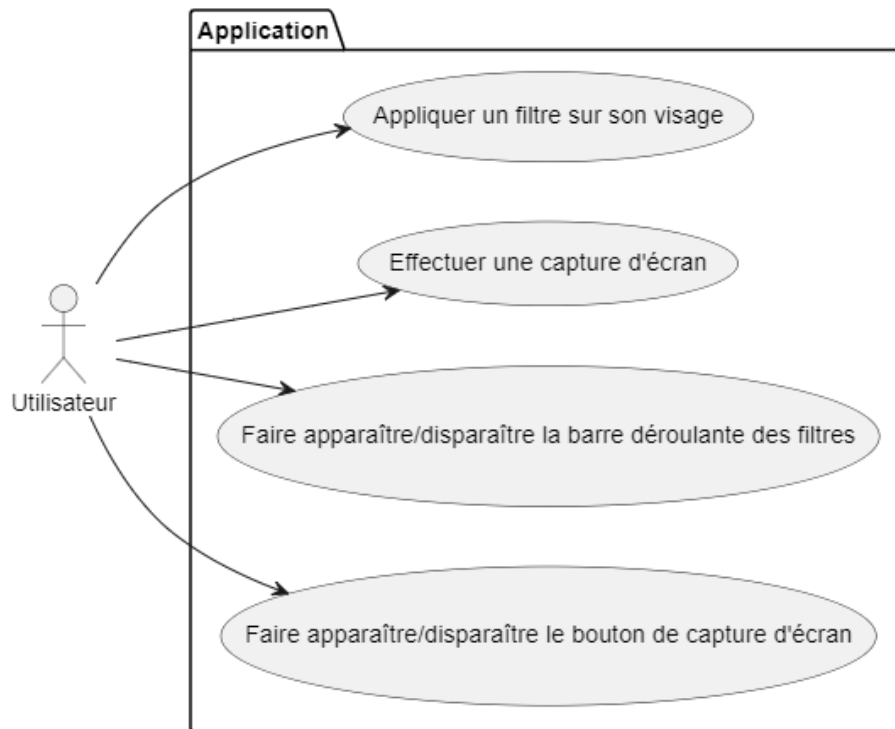 Application
Appliquer un filtre sur son visage
Effectuer une capture d'écran
Utilisateur
Faire apparaître/disparaître la barre déroulante des filtres
Faire apparaître/disparaître le bouton de capture d'écran